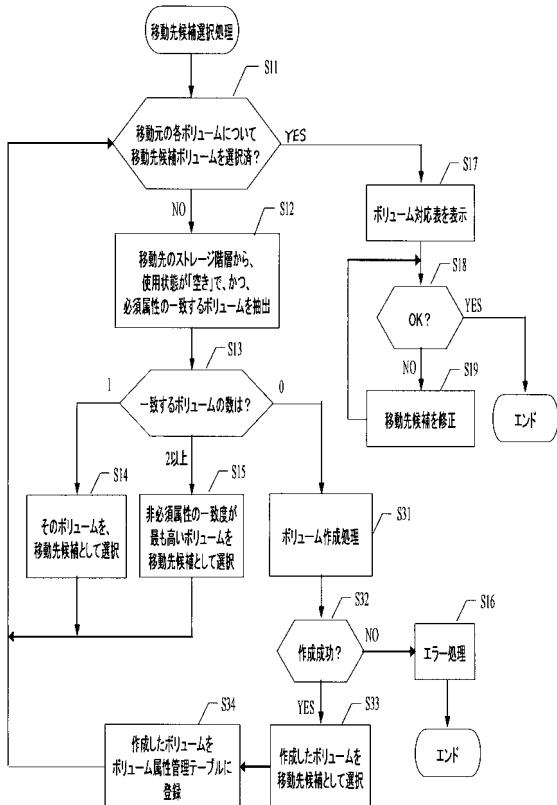 移動先候補選択処理
S11
移動元の各ボリュームについて
移動先候補ボリュームを選択済?
YES
NO
S12
移動先のストレージ階層から、
使用状態が「空き」で、かつ、
必須属性の一致するボリュームを抽出
S17
ボリューム対応表を表示
S18
OK?
YES
NO
S19
移動先候補を修正
エンド
S13
1
一致するボリュームの数は?
0
2以上
S14
そのボリュームを、
移動先候補として選択
S15
非必須属性の一致度が
最も高いボリュームを
移動先候補として選択
S31
ボリューム作成処理
S32
作成成功?
NO
S16
エラー処理
YES
S33
作成したボリュームを
移動先候補として選択
S34
作成したボリュームを
ボリューム属性管理テーブルに
登録
エンド